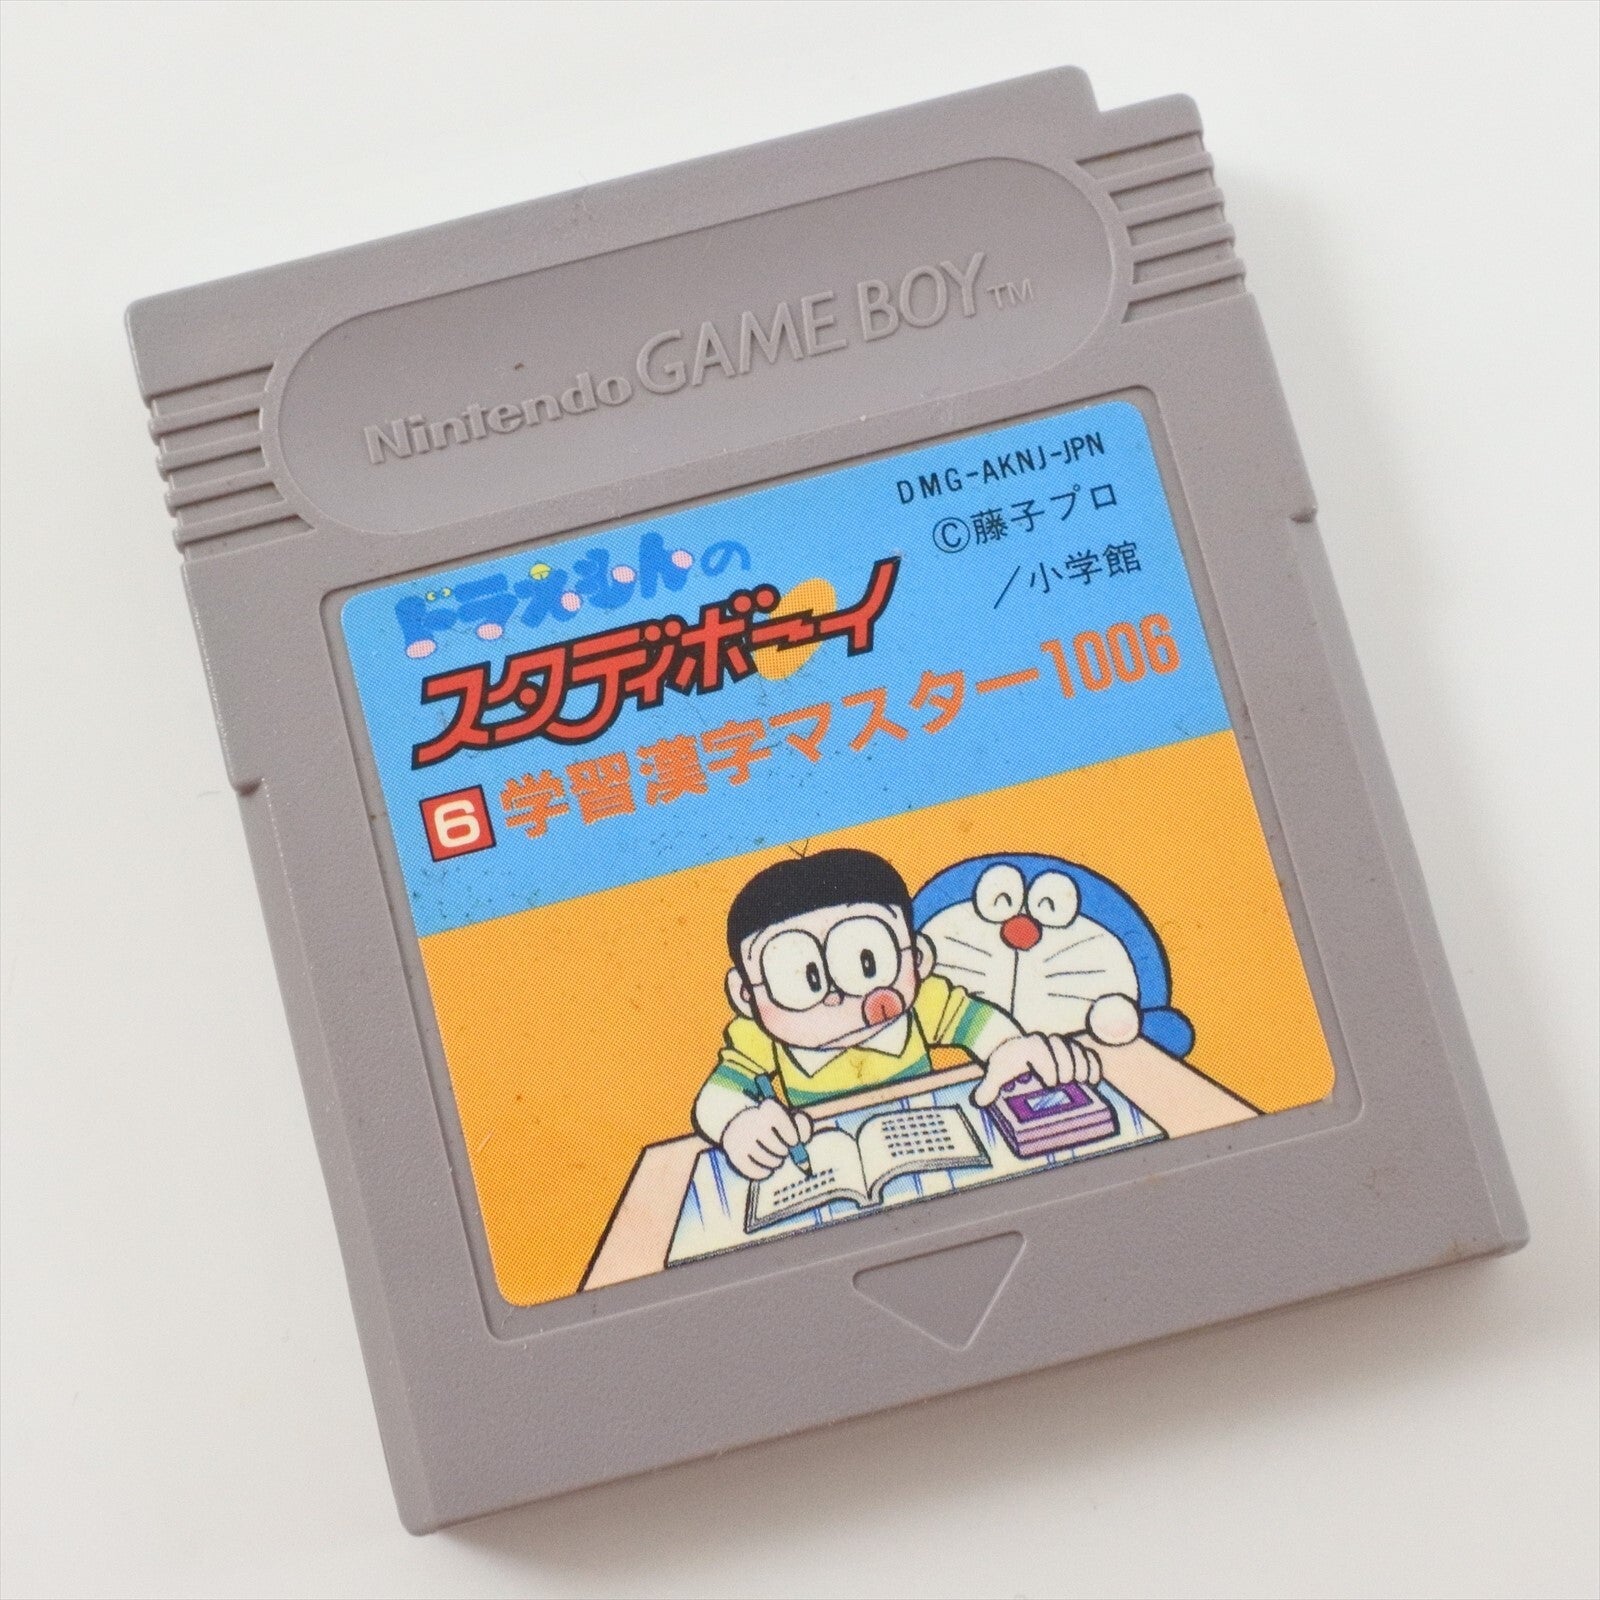 Nintendo GAME BOY™
DMG-AKNJ-JPN
©藤子プロ
／小学館
ドラえもんの
スタディボーイ
6 学習漢字マスター1006